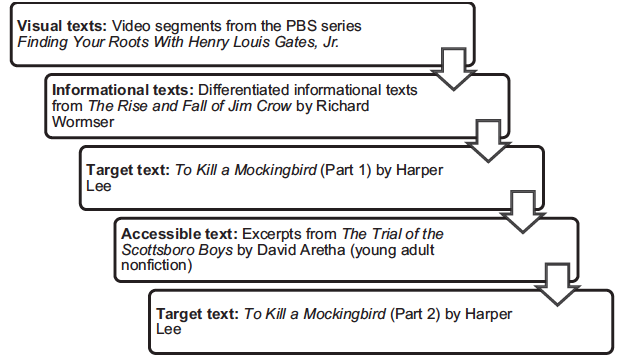 Visual texts: Video segments from the PBS series
Finding Your Roots With Henry Louis Gates, Jr.
Informational texts: Differentiated informational texts
from The Rise and Fall of Jim Crow by Richard
Wormser
Target text: To Kill a Mockingbird (Part 1) by Harper
Lee
Accessible text: Excerpts from The Trial of the
Scottsboro Boys by David Aretha (young adult
nonfiction)
Target text: To Kill a Mockingbird (Part 2) by Harper
Lee